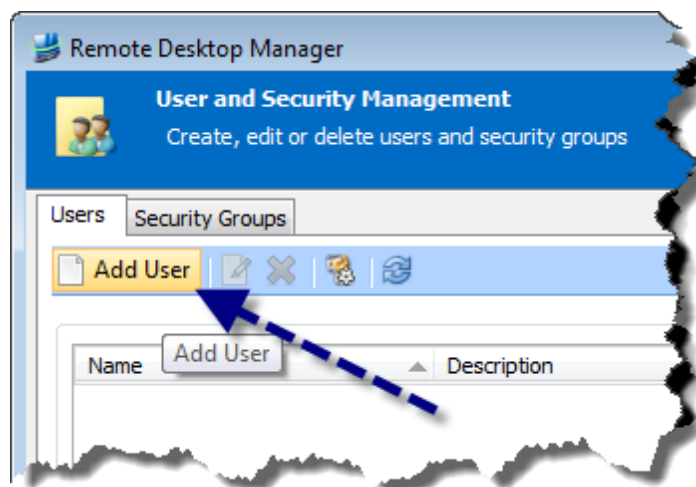 Remote Desktop Manager
User and Security Management
Create, edit or delete users and security groups
Users Security Groups
Add User
Add User
Name Description